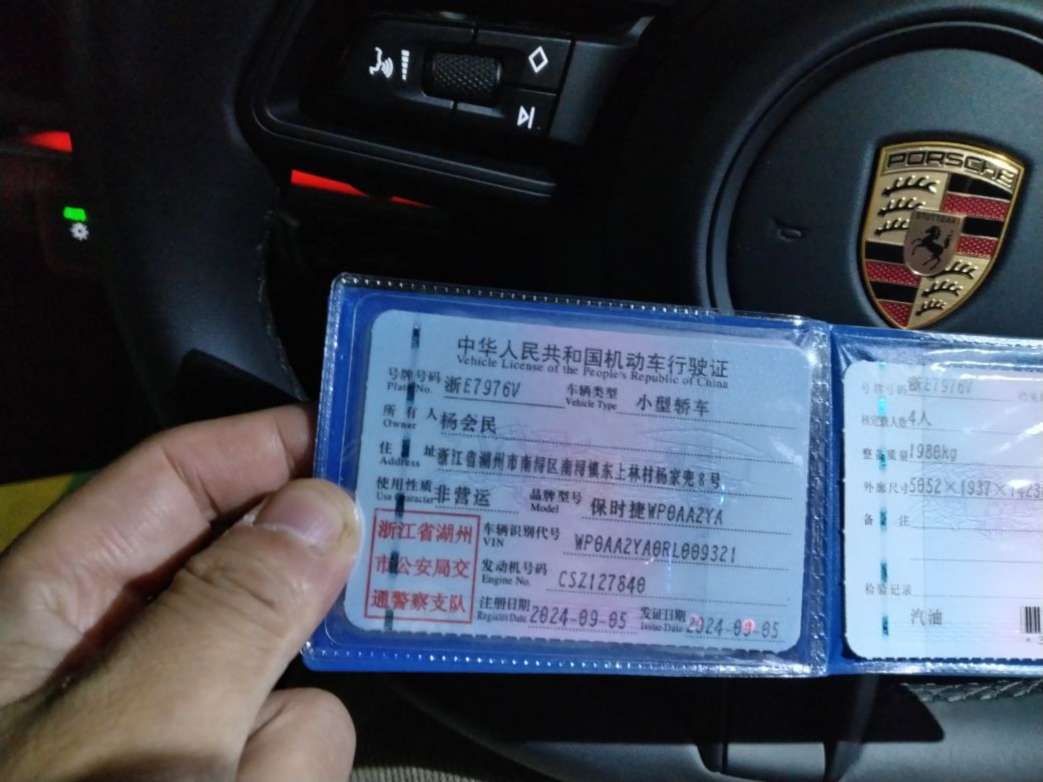 PORSCHE
STUTTGART
中华人民共和国机动车行驶证
Vehicle License of the People's Republic of China
号牌号码 浙E7976V 车辆类型 小型轿车
Plate No. Vehicle Type
所有人 杨会民
Owner
住址 浙江省湖州市南浔区南浔镇东上林村杨家兜8号
Address
使用性质 非营运 品牌型号 保时捷WP0AA2YA
Use Character Model
浙江省湖州
市公安局交
通警察支队
车辆识别代号 WP0AA2YA0RL009321
VIN
发动机号码 CSZ127840
Engine No.
注册日期 2024-09-05 发证日期 2024-09-05
Register Date Issue Date
号牌号码 浙E7976V
核定载人数 4人
整备质量 1980kg
外廓尺寸 5052×1937×1423
备注
检验记录
汽油